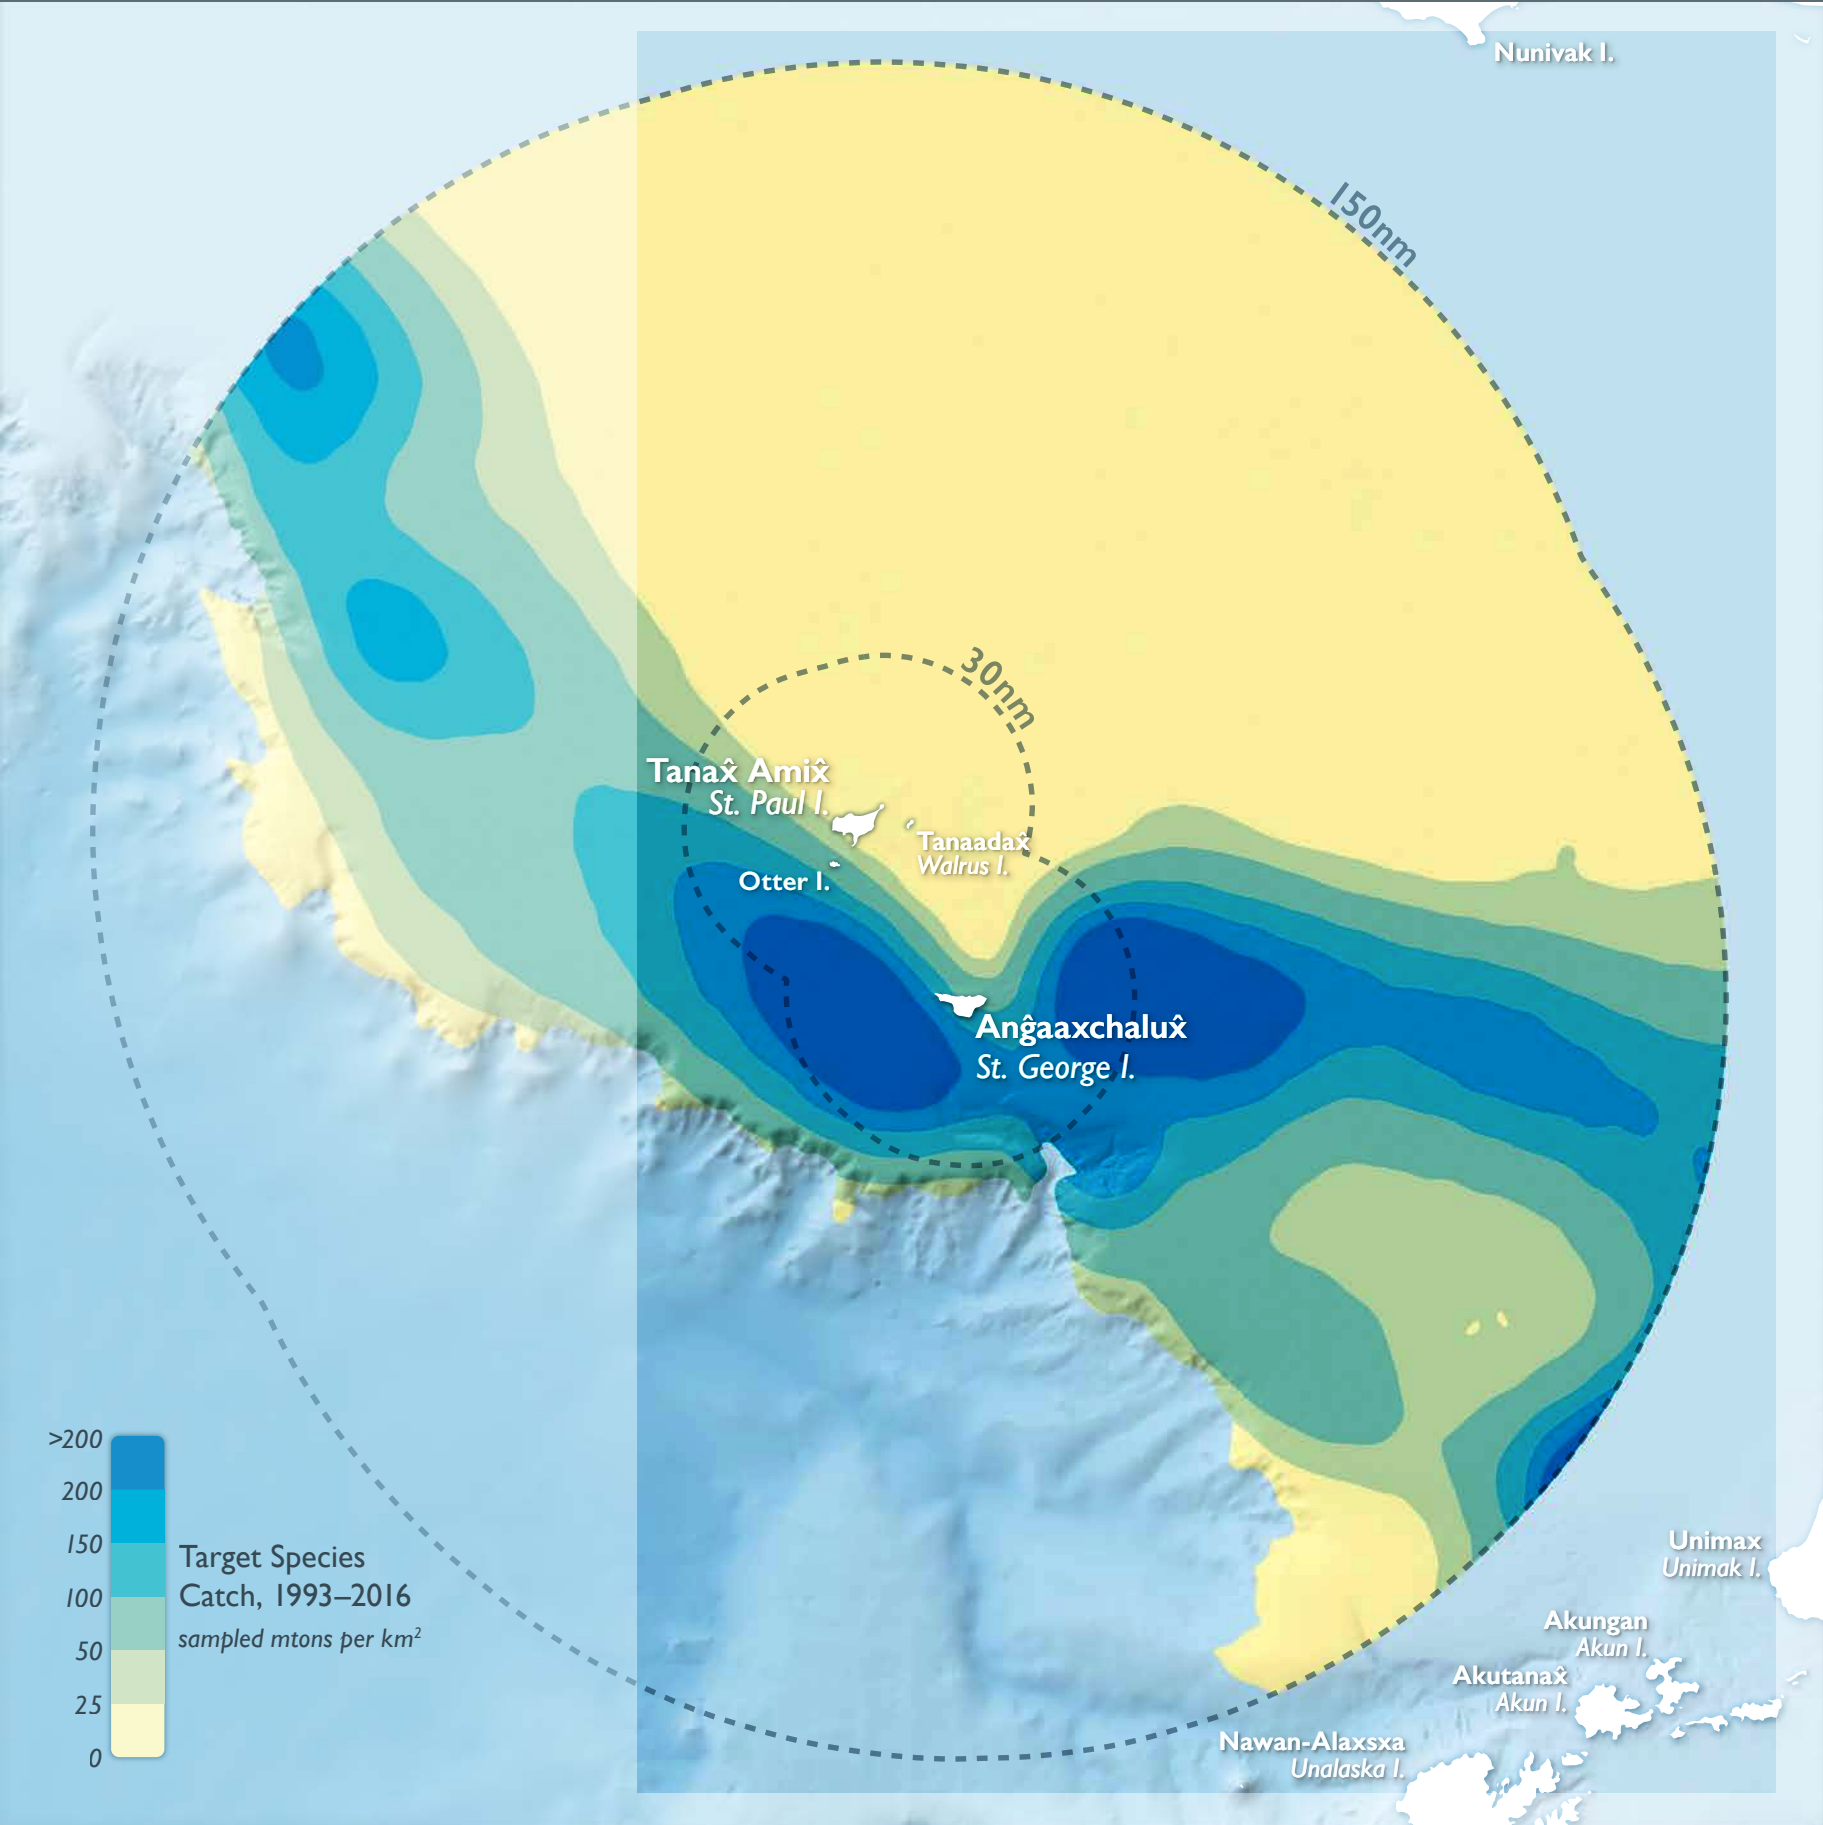 Nunivak I.
150nm
30nm
Tanax̂ Amix̂
St. Paul I.
Tanaadax̂
Walrus I.
Otter I.
Anĝaaxchalux̂
St. George I.
>200
200
150
100
50
25
0
Target Species
Catch, 1993–2016
sampled mtons per km²
Unimax
Unimak I.
Akungan
Akun I.
Akutanax̂
Akun I.
Nawan-Alaxsxa
Unalaska I.